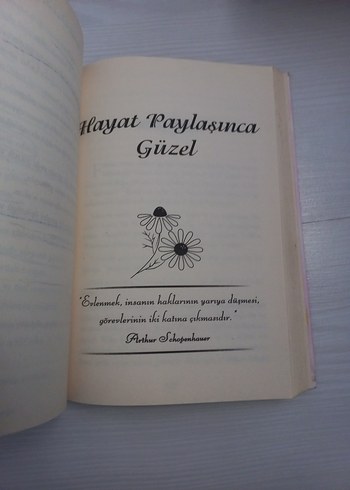 Hayat Paylaşınca
Güzel
"Evlenmek, insanın haklarının yarıya düşmesi,
görevlerinin iki katına çıkmasıdır."
Arthur Schopenhauer